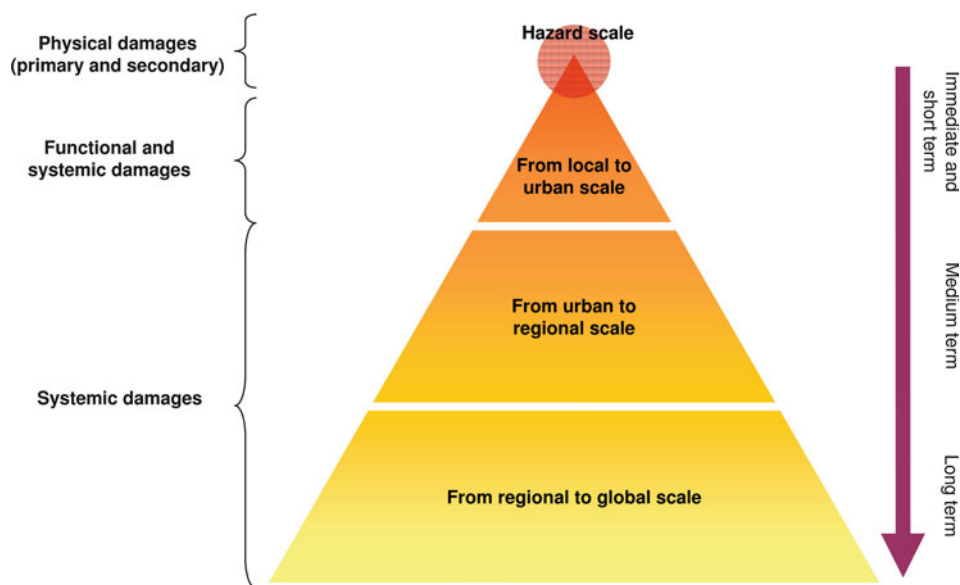 Hazard scale
Physical damages
(primary and secondary)
Functional and
systemic damages
From local to
urban scale
Immediate and
short term
From urban to
regional scale
Medium term
Systemic damages
From regional to global scale
Long term